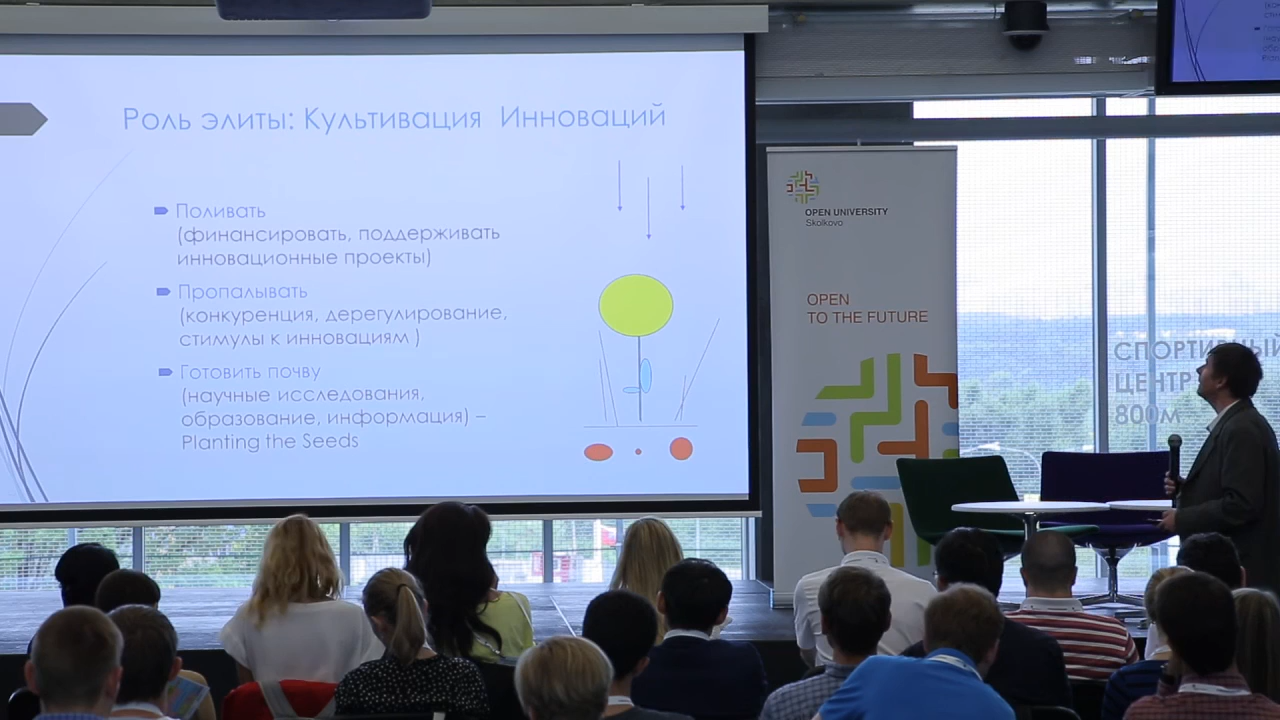 Роль элиты: Культивация Инноваций
Поливать
(финансировать, поддерживать
инновационные проекты)
Пропалывать
(конкуренция, дерегулирование,
стимулы к инновациям )
Готовить почву
(научные исследования,
образование, информация) –
Planting the Seeds
OPEN UNIVERSITY
Skolkovo
OPEN
TO THE FUTURE
СПОРТИВНЫЙ
ЦЕНТР
800м